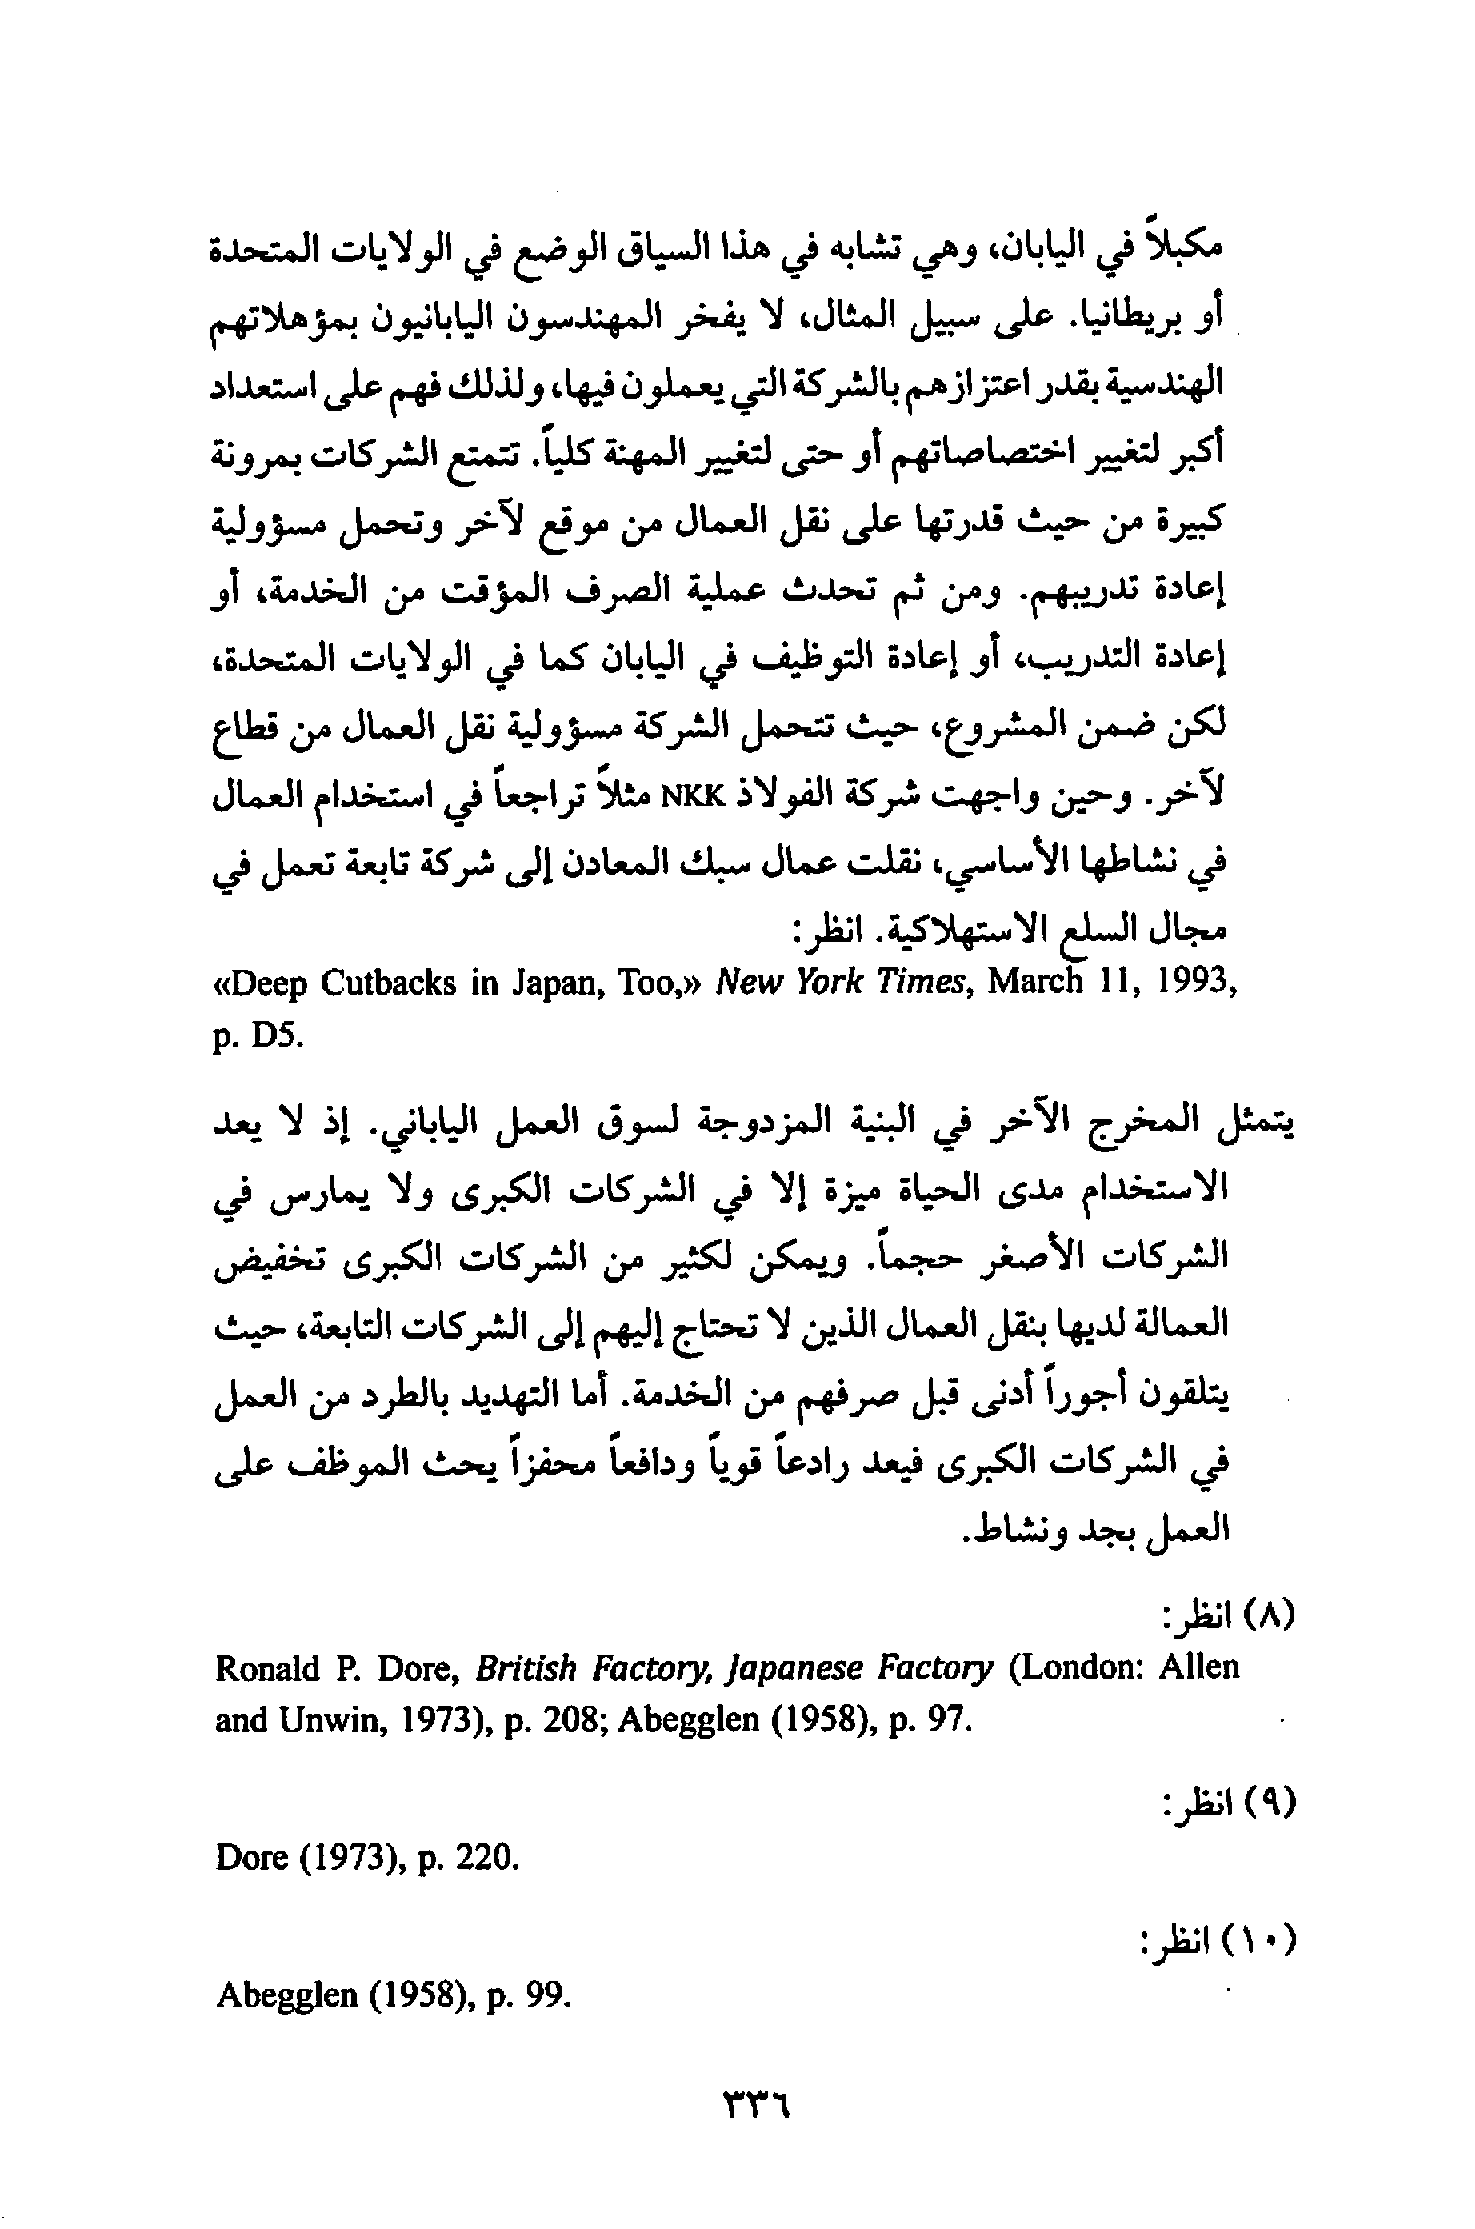 مكبلاً في اليابان، وهي تشابه في هذا السياق الوضع في الولايات المتحدة
أو بريطانيا. على سبيل المثال، لا يفخر المهندسون اليابانيون بمؤهلاتهم
الهندسية بقدر اعتزازهم بالشركة التي يعملون فيها، ولذلك فهم على استعداد
أكبر لتغيير اختصاصاتهم أو حتى لتغيير المهنة كلياً. تتمتع الشركات بمرونة
كبيرة من حيث قدرتها على نقل العمال من موقع لآخر وتحمل مسؤولية
إعادة تدريبهم. ومن ثم تحدث عملية الصرف المؤقت من الخدمة، أو
إعادة التدريب، أو إعادة التوظيف في اليابان كما في الولايات المتحدة،
لكن ضمن المشروع، حيث تتحمل الشركة مسؤولية نقل العمال من قطاع
لآخر. وحين واجهت شركة الفولاذ NKK مثلاً تراجعاً في استخدام العمال
في نشاطها الأساسي، نقلت عمال سبك المعادن إلى شركة تابعة تعمل في
مجال السلع الاستهلاكية. انظر:
«Deep Cutbacks in Japan, Too,» New York Times, March 11, 1993,
p. D5.
يتمثل المخرج الآخر في البنية المزدوجة لسوق العمل الياباني. إذ لا يعد
الاستخدام مدى الحياة ميزة إلا في الشركات الكبرى ولا يمارس في
الشركات الأصغر حجماً. ويمكن لكثير من الشركات الكبرى تخفيض
العمالة لديها بنقل العمال الذين لا تحتاج إليهم إلى الشركات التابعة، حيث
يتلقون أجوراً أدنى قبل صرفهم من الخدمة. أما التهديد بالطرد من العمل
في الشركات الكبرى فيعد رادعاً قوياً ودافعاً محفزاً يحث الموظف على
العمل بجد ونشاط.
(٨) انظر:
Ronald P. Dore, British Factory, Japanese Factory (London: Allen
and Unwin, 1973), p. 208; Abegglen (1958), p. 97.
(٩) انظر:
Dore (1973), p. 220.
(١٠) انظر:
Abegglen (1958), p. 99.
٣٣٦